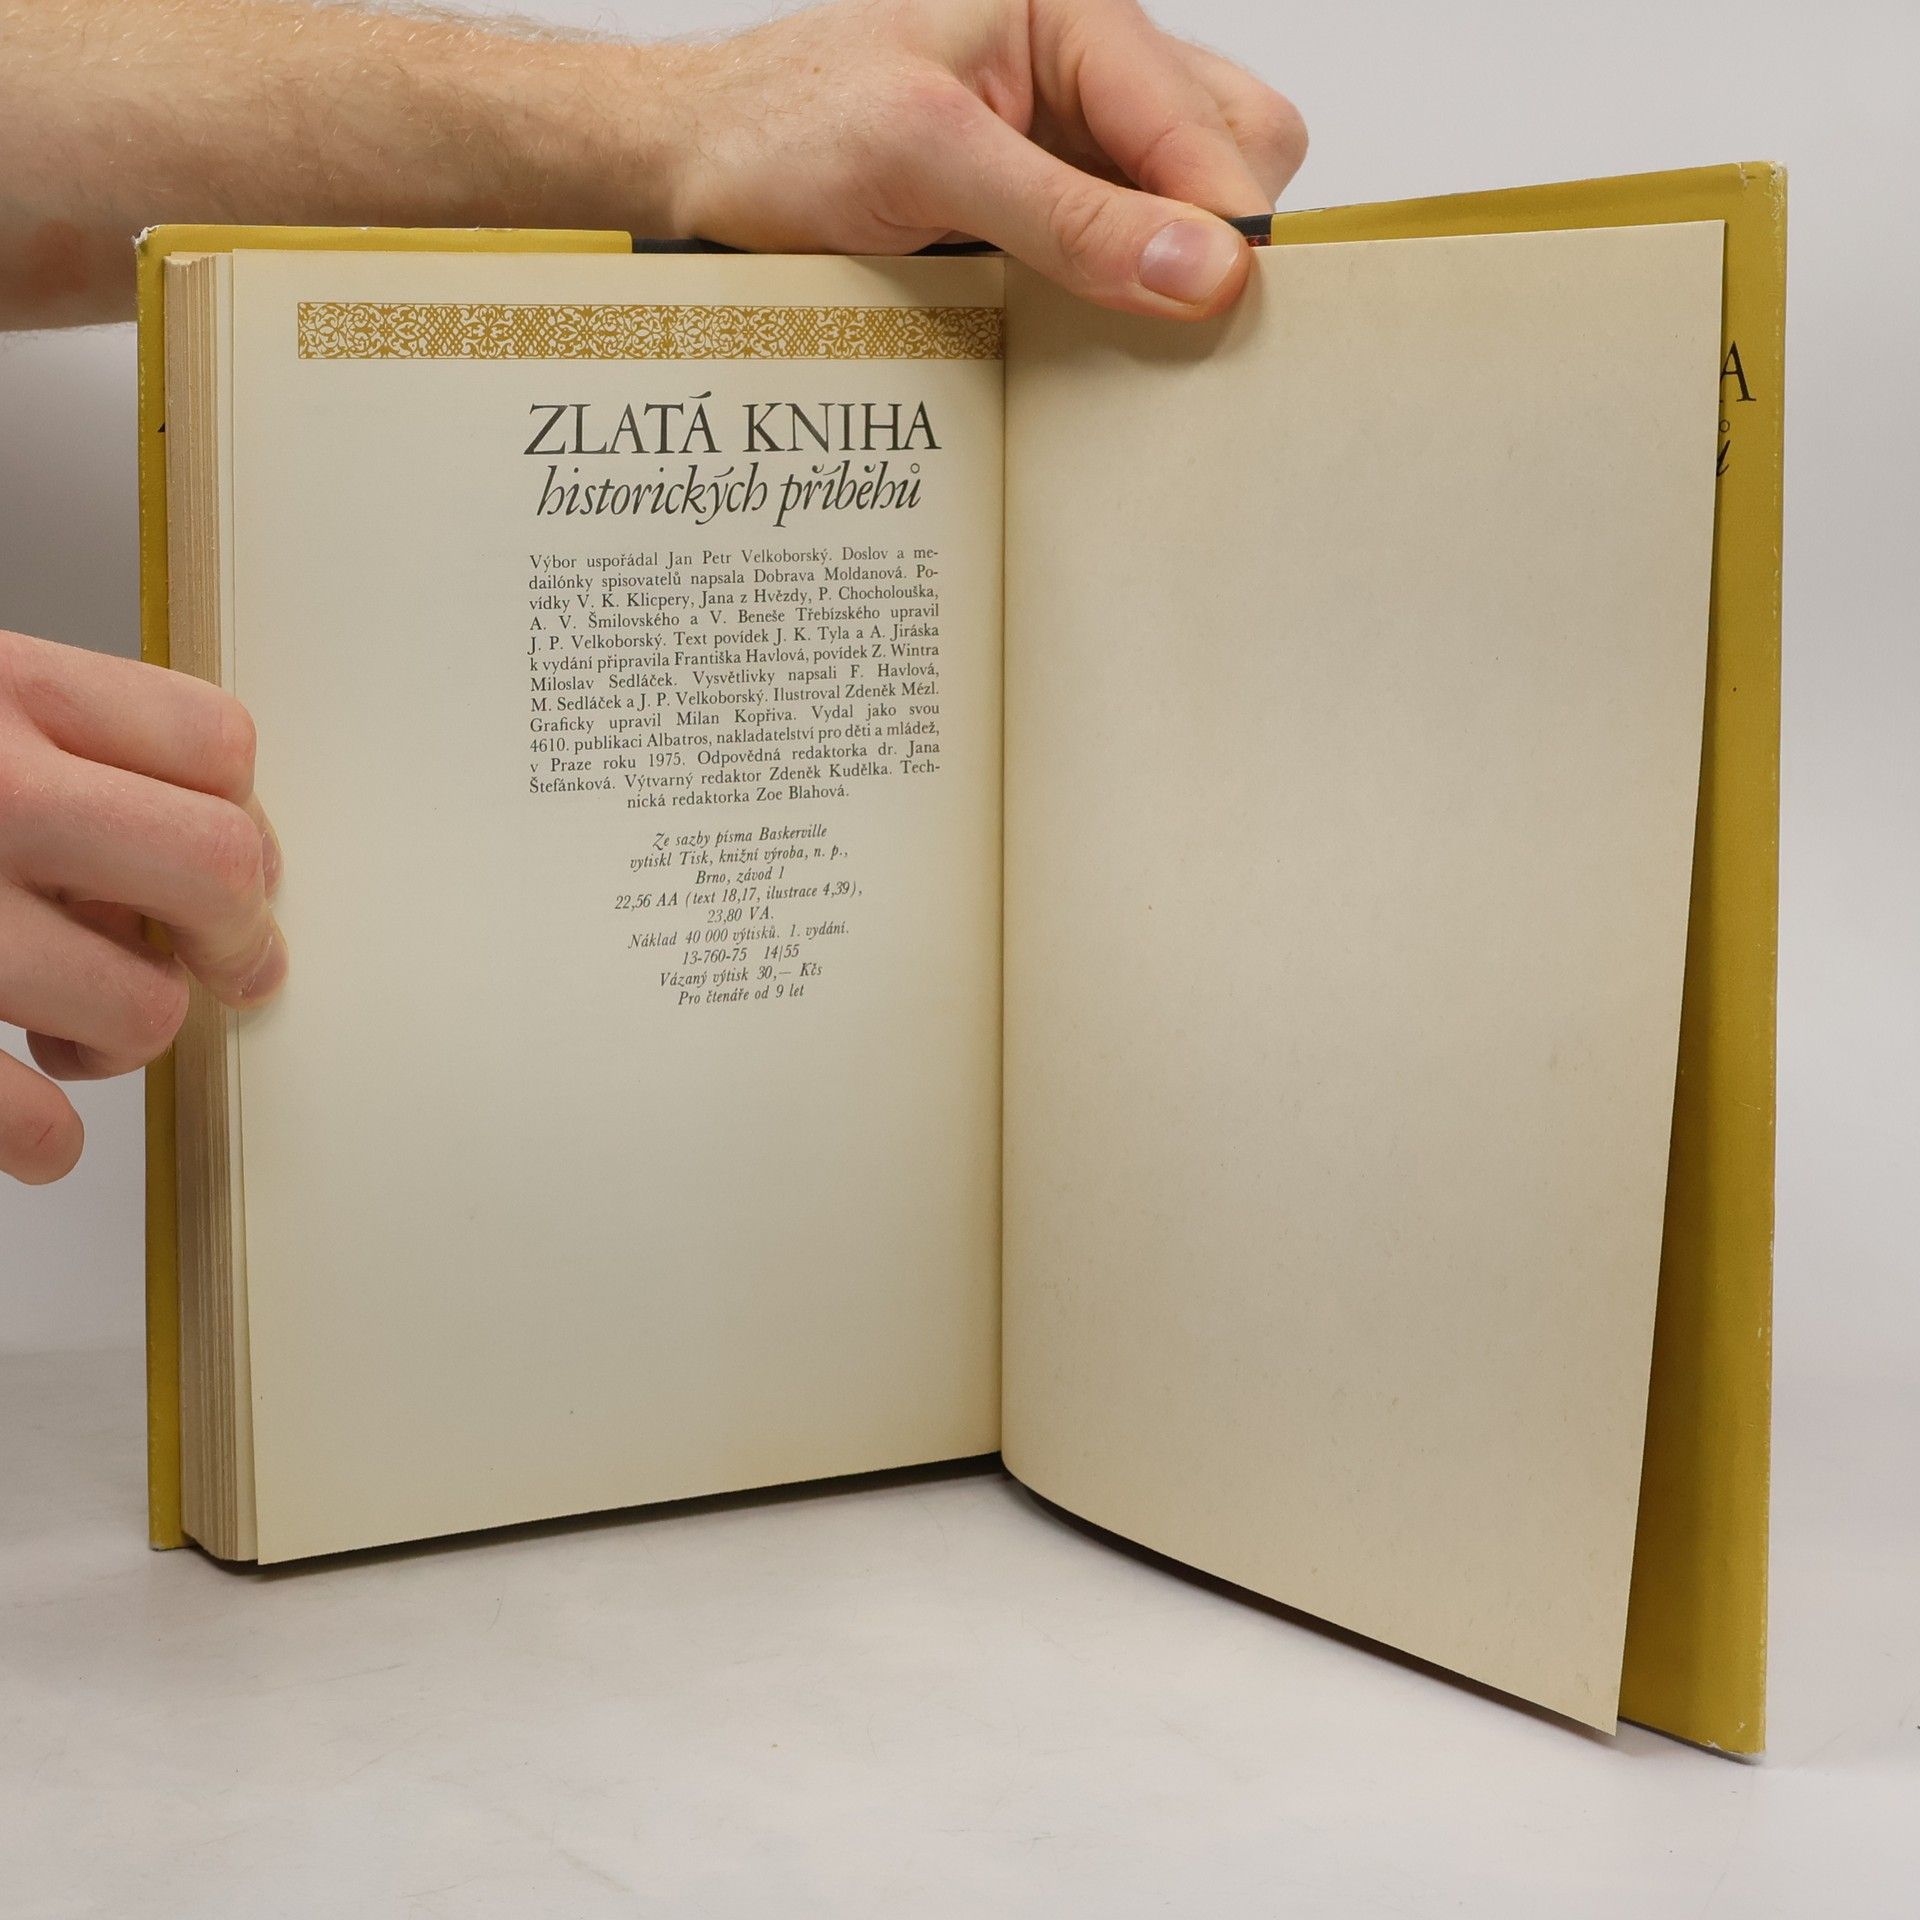 ZLATÁ KNIHA
historických příběhů
Výbor uspořádal Jan Petr Velkoborský. Doslov a me-
dailónky spisovatelů napsala Dobrava Moldanová. Po-
vídky V. K. Klicpery, Jana z Hvězdy, P. Chocholouška,
A. V. Šmilovského a V. Beneše Třebízského upravil
J. P. Velkoborský. Text povídek J. K. Tyla a A. Jiráska
k vydání připravila Františka Havlová, povídek Z. Wintra
Miloslav Sedláček. Vysvětlivky napsali F. Havlová,
M. Sedláček a J. P. Velkoborský. Ilustroval Zdeněk Mézl.
Graficky upravil Milan Kopřiva. Vydal jako svou
4610. publikaci Albatros, nakladatelství pro děti a mládež,
v Praze roku 1975. Odpovědná redaktorka dr. Jana
Štefánková. Výtvarný redaktor Zdeněk Kudělka. Tech-
nická redaktorka Zoe Blahová.
Ze sazby písma Baskerville
vytiskl Tisk, knižní výroba, n. p.,
Brno, závod 1
22,56 AA (text 18,17, ilustrace 4,39),
23,80 VA.
Náklad 40 000 výtisků. 1. vydání.
13-760-75 14/55
Vázaný výtisk 30,— Kčs
Pro čtenáře od 9 let
A
ů